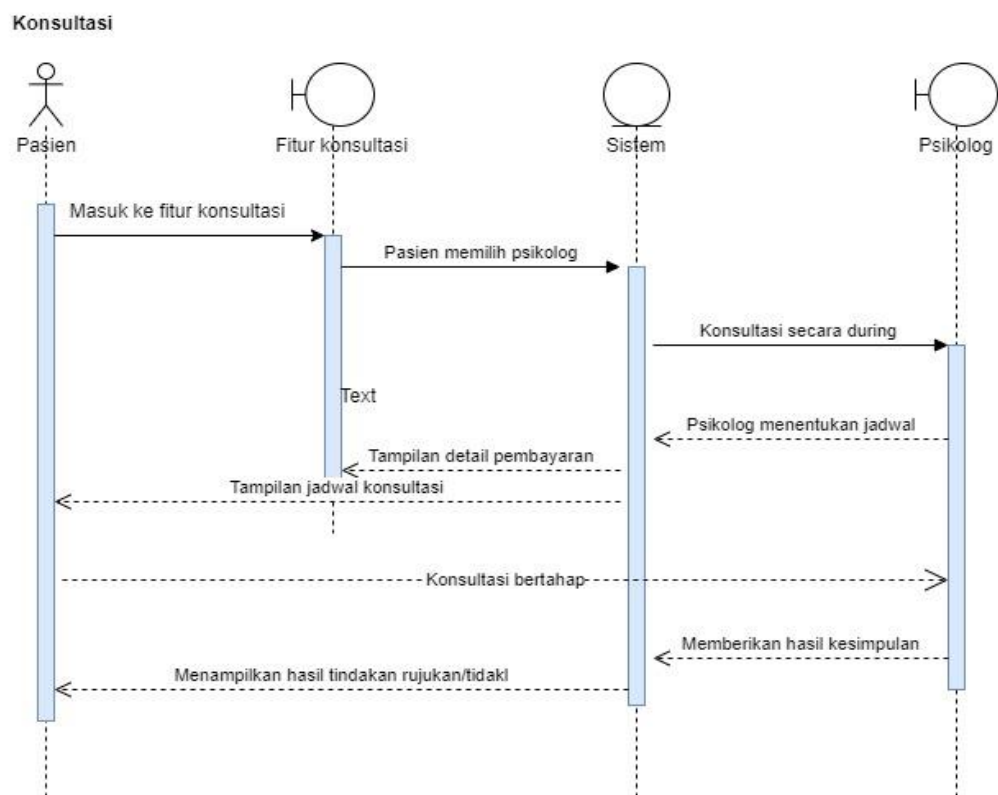 Konsultasi
Pasien
Fitur konsultasi
Sistem
Psikolog
Masuk ke fitur konsultasi
Pasien memilih psikolog
Konsultasi secara during
Text
Psikolog menentukan jadwal
Tampilan detail pembayaran
Tampilan jadwal konsultasi
Konsultasi bertahap
Memberikan hasil kesimpulan
Menampilkan hasil tindakan rujukan/tidakl